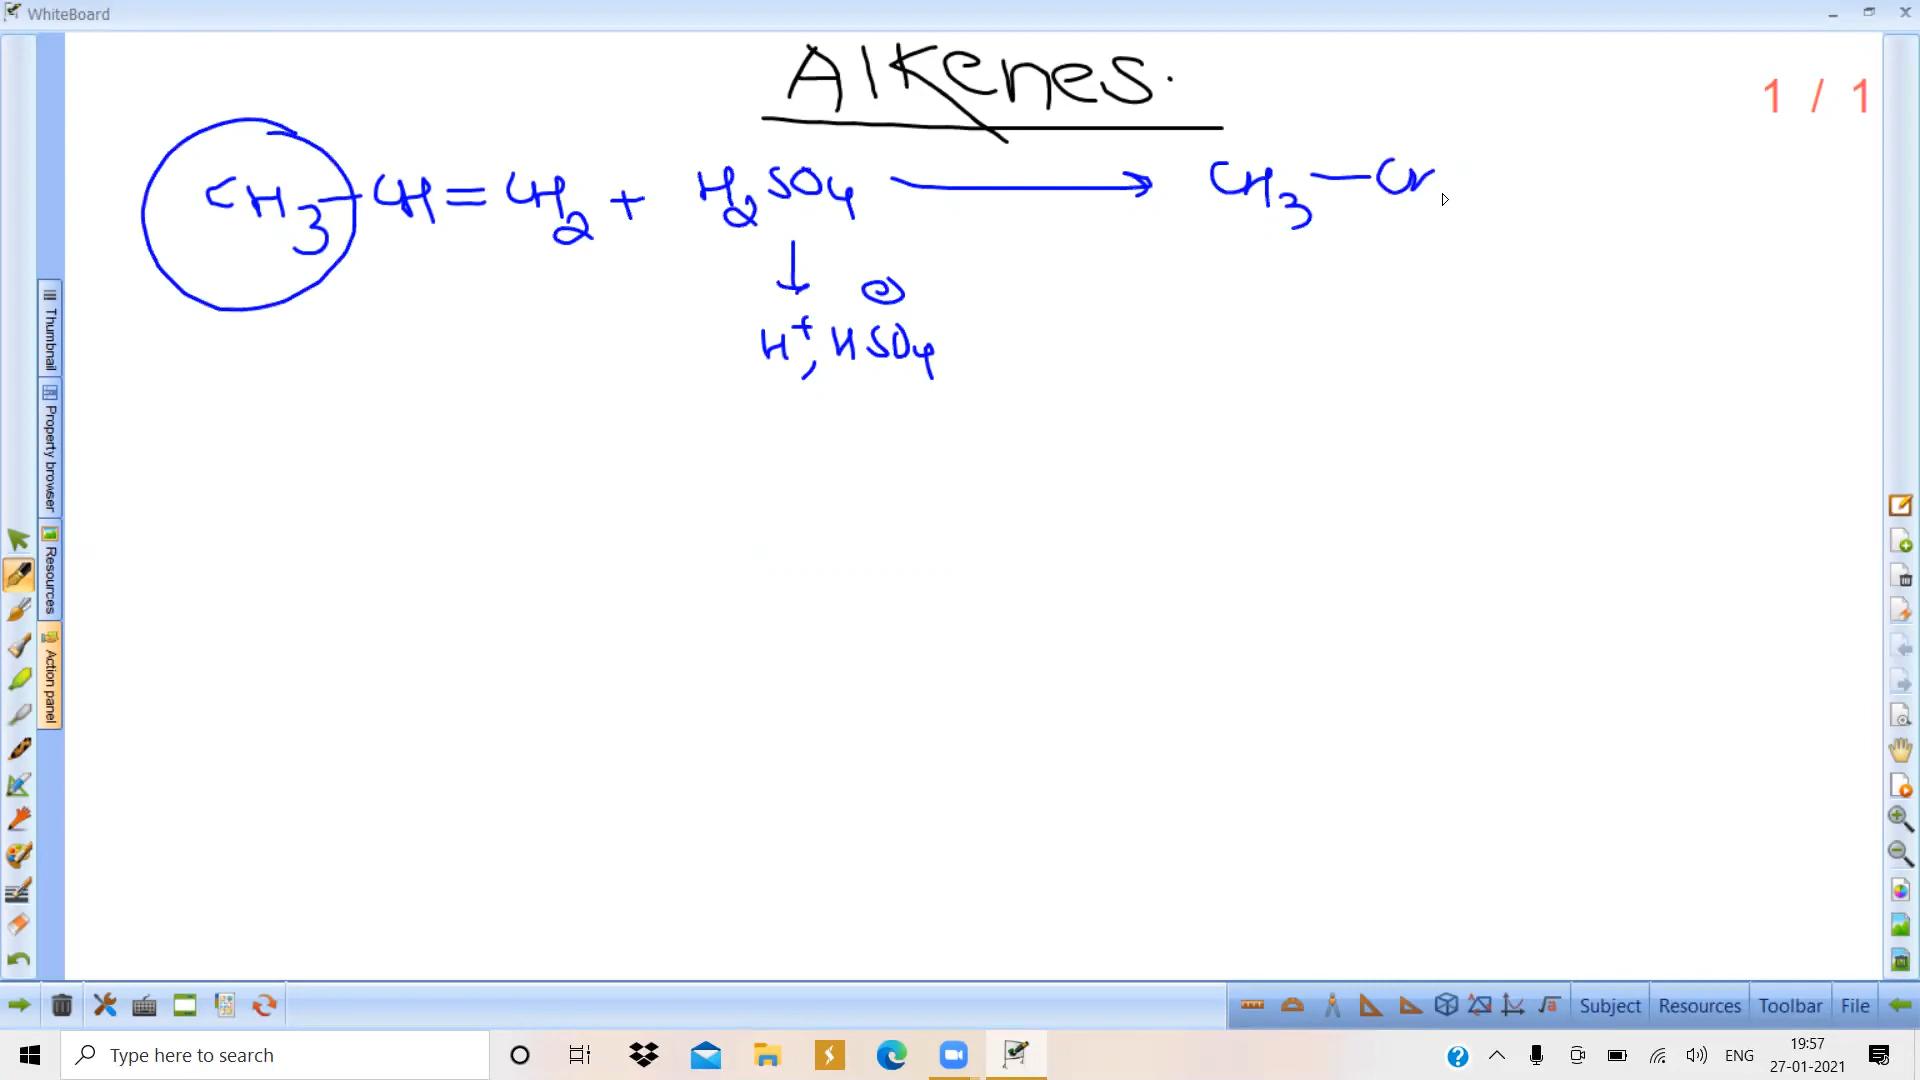 WhiteBoard
Alkenes.
1 / 1
CH3-CH=CH2 + H2SO4 → CH3-Cr
↓
H+, HSO4⊖
Thumbnail
Property browser
Resources
Action panel
Subject Resources Toolbar File
Type here to search
ENG
19:57
27-01-2021